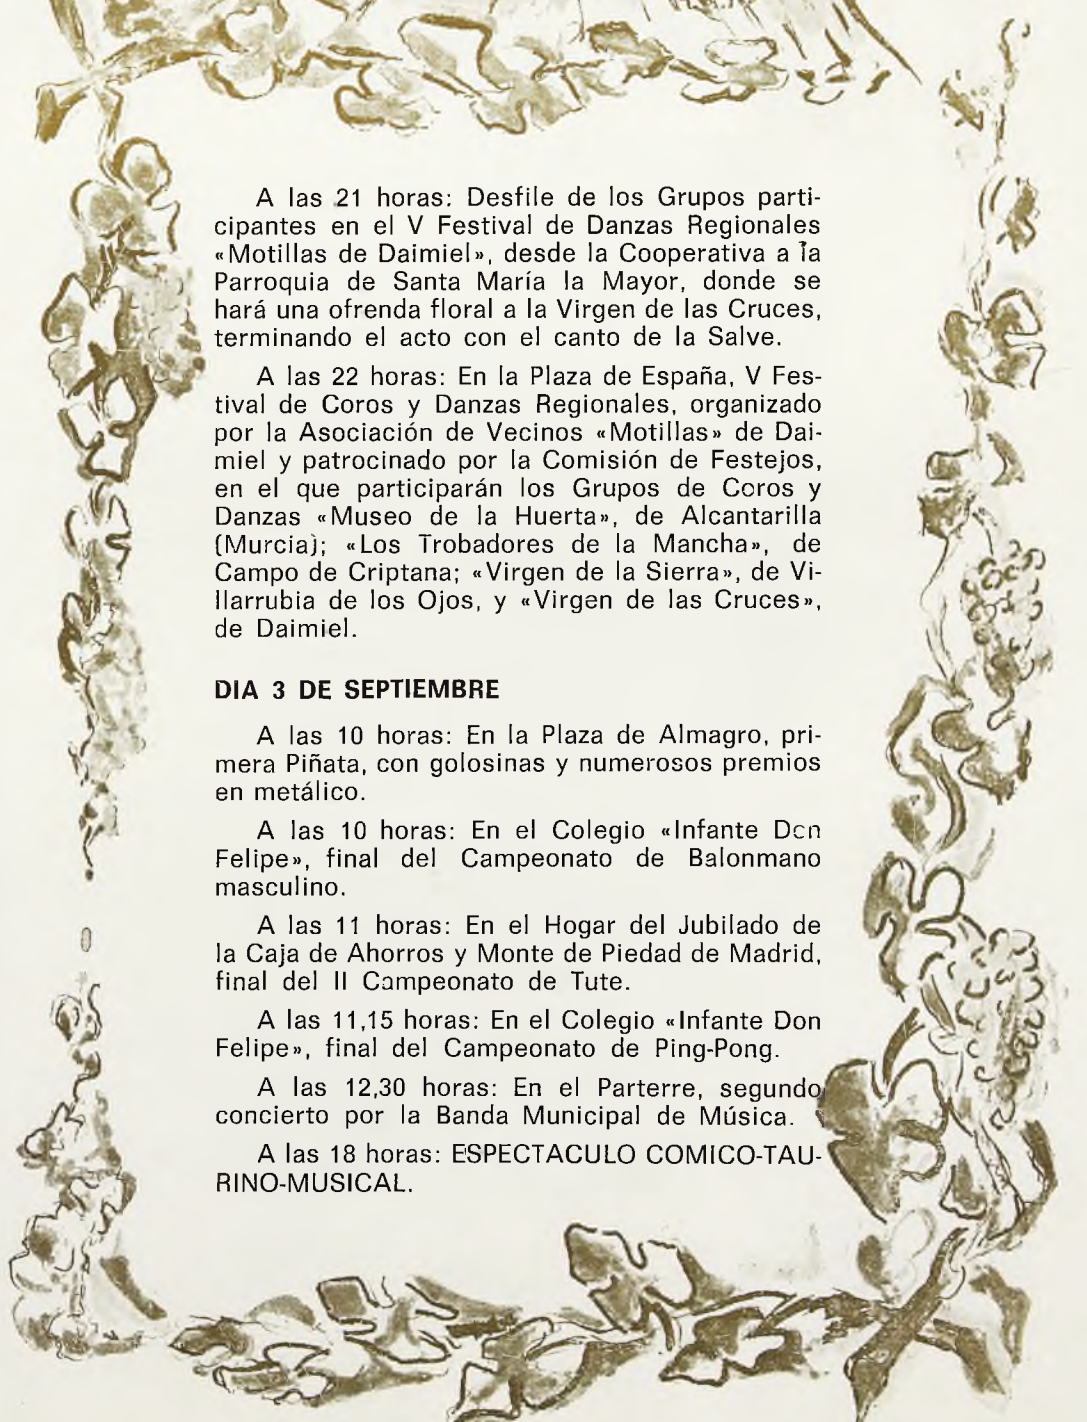 A las 21 horas: Desfile de los Grupos parti-
cipantes en el V Festival de Danzas Regionales
«Motillas de Daimiel», desde la Cooperativa a la
Parroquia de Santa María la Mayor, donde se
hará una ofrenda floral a la Virgen de las Cruces,
terminando el acto con el canto de la Salve.
A las 22 horas: En la Plaza de España, V Fes-
tival de Coros y Danzas Regionales, organizado
por la Asociación de Vecinos «Motillas» de Dai-
miel y patrocinado por la Comisión de Festejos,
en el que participarán los Grupos de Coros y
Danzas «Museo de la Huerta», de Alcantarilla
(Murcia); «Los Trobadores de la Mancha», de
Campo de Criptana; «Virgen de la Sierra», de Vi-
llarrubia de los Ojos, y «Virgen de las Cruces»,
de Daimiel.
DIA 3 DE SEPTIEMBRE
A las 10 horas: En la Plaza de Almagro, pri-
mera Piñata, con golosinas y numerosos premios
en metálico.
A las 10 horas: En el Colegio «Infante Don
Felipe», final del Campeonato de Balonmano
masculino.
A las 11 horas: En el Hogar del Jubilado de
la Caja de Ahorros y Monte de Piedad de Madrid,
final del II Campeonato de Tute.
A las 11,15 horas: En el Colegio «Infante Don
Felipe», final del Campeonato de Ping-Pong.
A las 12,30 horas: En el Parterre, segundo
concierto por la Banda Municipal de Música.
A las 18 horas: ESPECTACULO COMICO-TAU-
RINO-MUSICAL.